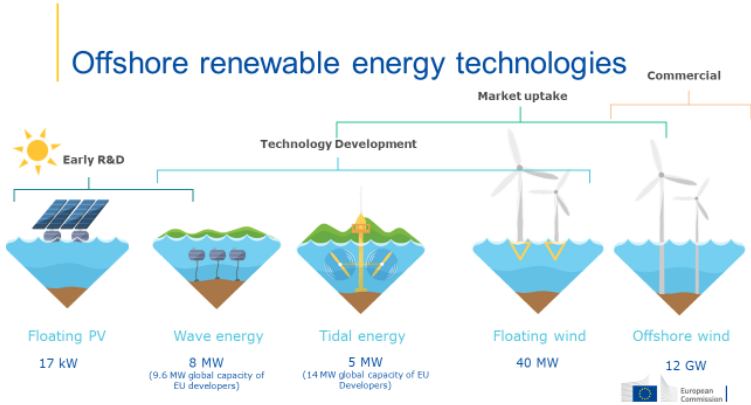 Offshore renewable energy technologies
Commercial
Market uptake
Technology Development
Early R&D
Floating PV
Wave energy
Tidal energy
Floating wind
Offshore wind
17 kW
8 MW
(9.6 MW global capacity of
EU developers)
5 MW
(14 MW global capacity of EU
Developers)
40 MW
12 GW
European
Commission